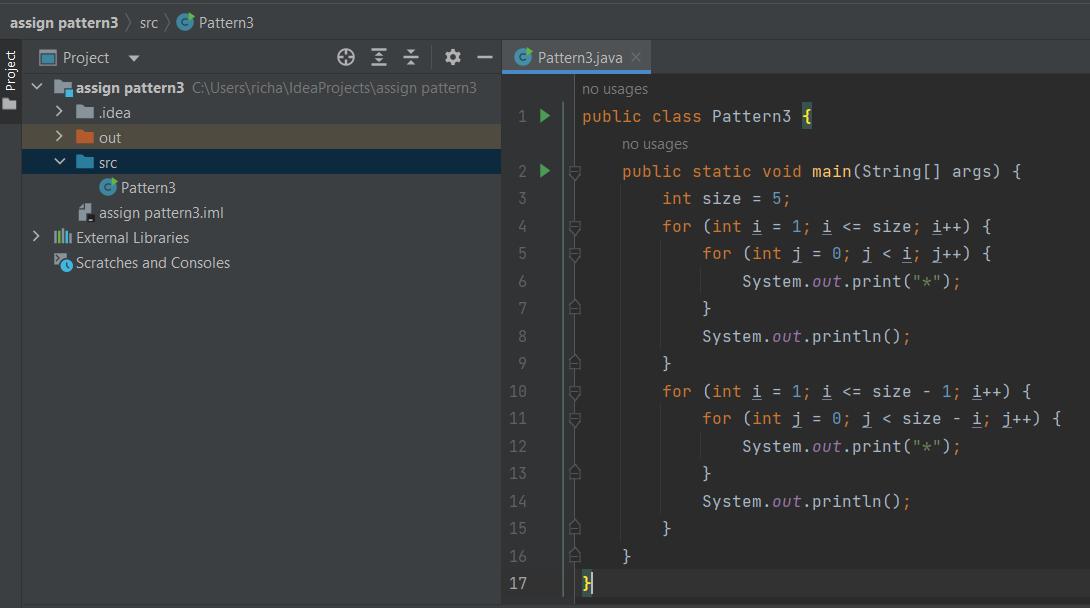 assign pattern3 src Pattern3
Project
Project
assign pattern3 C:\Users\richa\IdeaProjects\assign pattern3
.idea
out
src
Pattern3
assign pattern3.iml
External Libraries
Scratches and Consoles
Pattern3.java
no usages
1 public class Pattern3 {
no usages
2 public static void main(String[] args) {
3 int size = 5;
4 for (int i = 1; i <= size; i++) {
5 for (int j = 0; j < i; j++) {
6 System.out.print("*");
7 }
8 System.out.println();
9 }
10 for (int i = 1; i <= size - 1; i++) {
11 for (int j = 0; j < size - i; j++) {
12 System.out.print("*");
13 }
14 System.out.println();
15 }
16 }
17 }